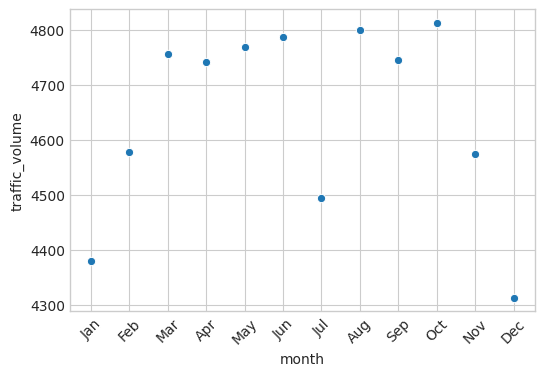 4800
4700
4600
4500
4400
4300
traffic_volume
Jan
Feb
Mar
Apr
May
Jun
Jul
Aug
Sep
Oct
Nov
Dec
month